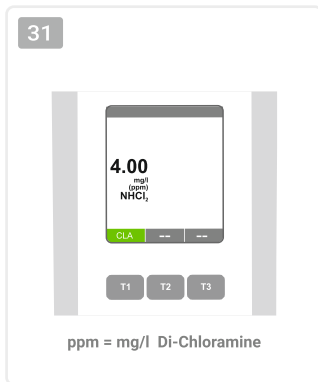 31
4.00
mg/l
(ppm)
NHCl₂
CLA -- --
T1 T2 T3
ppm = mg/l Di-Chloramine